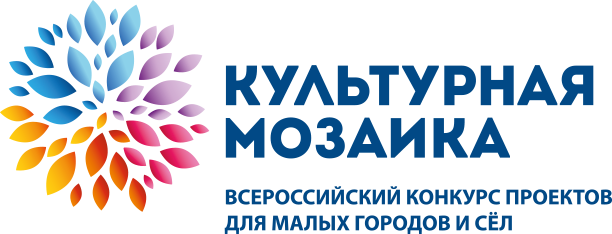 КУЛЬТУРНАЯ
МОЗАИКА
ВСЕРОССИЙСКИЙ КОНКУРС ПРОЕКТОВ
ДЛЯ МАЛЫХ ГОРОДОВ И СЁЛ